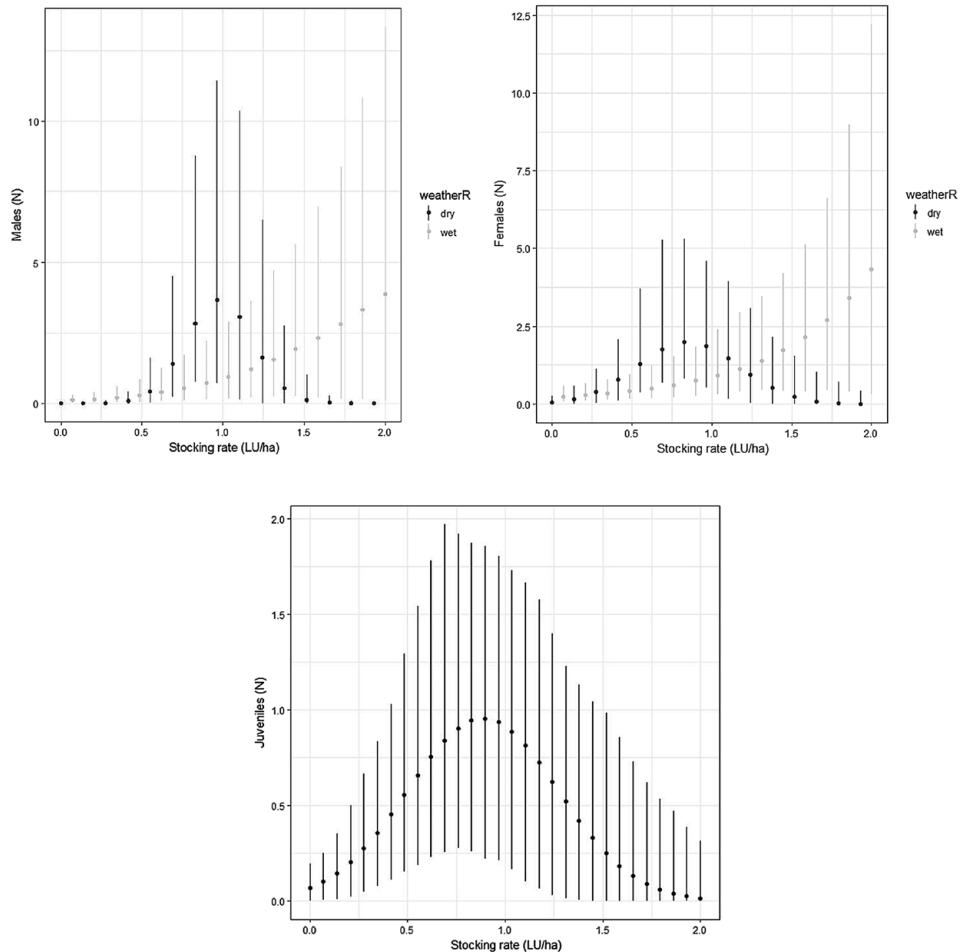 Males (N)
10
5
0
0.0 0.5 1.0 1.5 2.0
Stocking rate (LU/ha)
weatherR
dry
wet
Females (N)
12.5
10.0
7.5
5.0
2.5
0.0
0.0 0.5 1.0 1.5 2.0
Stocking rate (LU/ha)
weatherR
dry
wet
Juveniles (N)
2.0
1.5
1.0
0.5
0.0
0.0 0.5 1.0 1.5 2.0
Stocking rate (LU/ha)